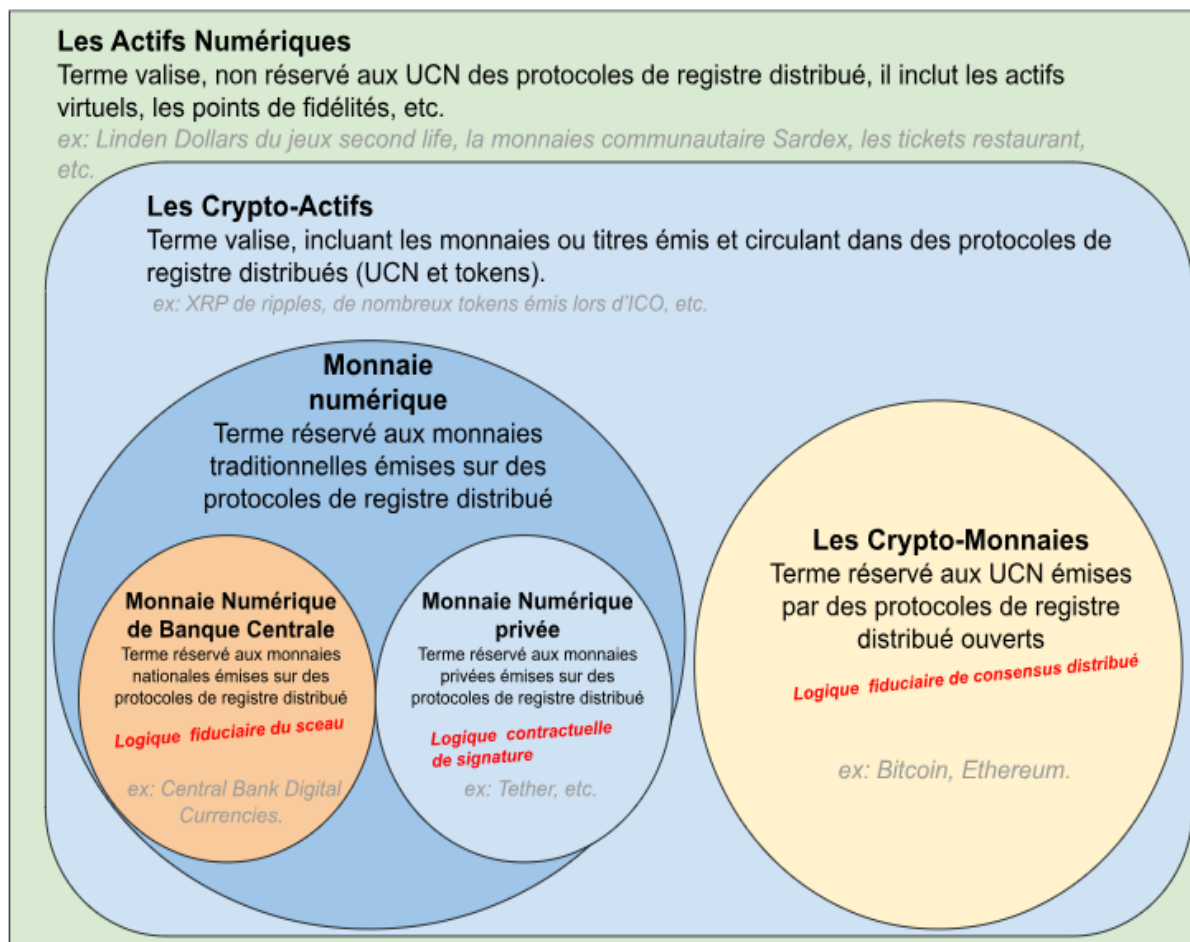 Les Actifs Numériques
Terme valise, non réservé aux UCN des protocoles de registre distribué, il inclut les actifs
virtuels, les points de fidélités, etc.
ex: Linden Dollars du jeux second life, la monnaies communautaire Sardex, les tickets restaurant,
etc.
Les Crypto-Actifs
Terme valise, incluant les monnaies ou titres émis et circulant dans des protocoles de
registre distribués (UCN et tokens).
ex: XRP de ripples, de nombreux tokens émis lors d'ICO, etc.
Monnaie
numérique
Terme réservé aux monnaies
traditionnelles émises sur des
protocoles de registre distribué
Monnaie Numérique
de Banque Centrale
Terme réservé aux monnaies
nationales émises sur des
protocoles de registre distribué
Logique fiduciaire du sceau
ex: Central Bank Digital
Currencies.
Monnaie Numérique
privée
Terme réservé aux monnaies
privées émises sur des
protocoles de registre distribué
Logique contractuelle
de signature
ex: Tether, etc.
Les Crypto-Monnaies
Terme réservé aux UCN émises
par des protocoles de registre
distribué ouverts
Logique fiduciaire de consensus distribué
ex: Bitcoin, Ethereum.